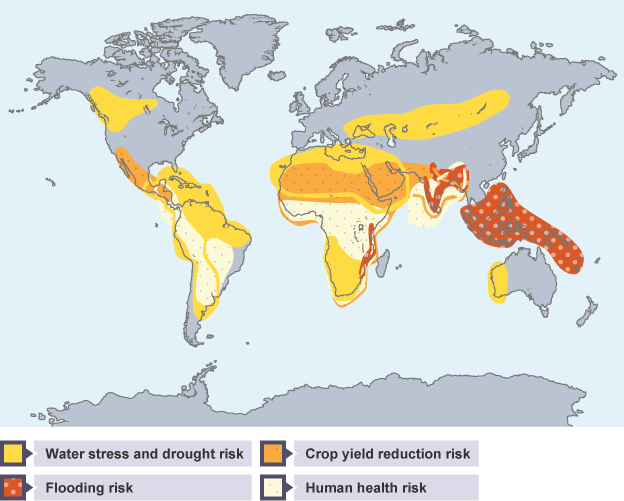 Water stress and drought risk
Crop yield reduction risk
Flooding risk
Human health risk